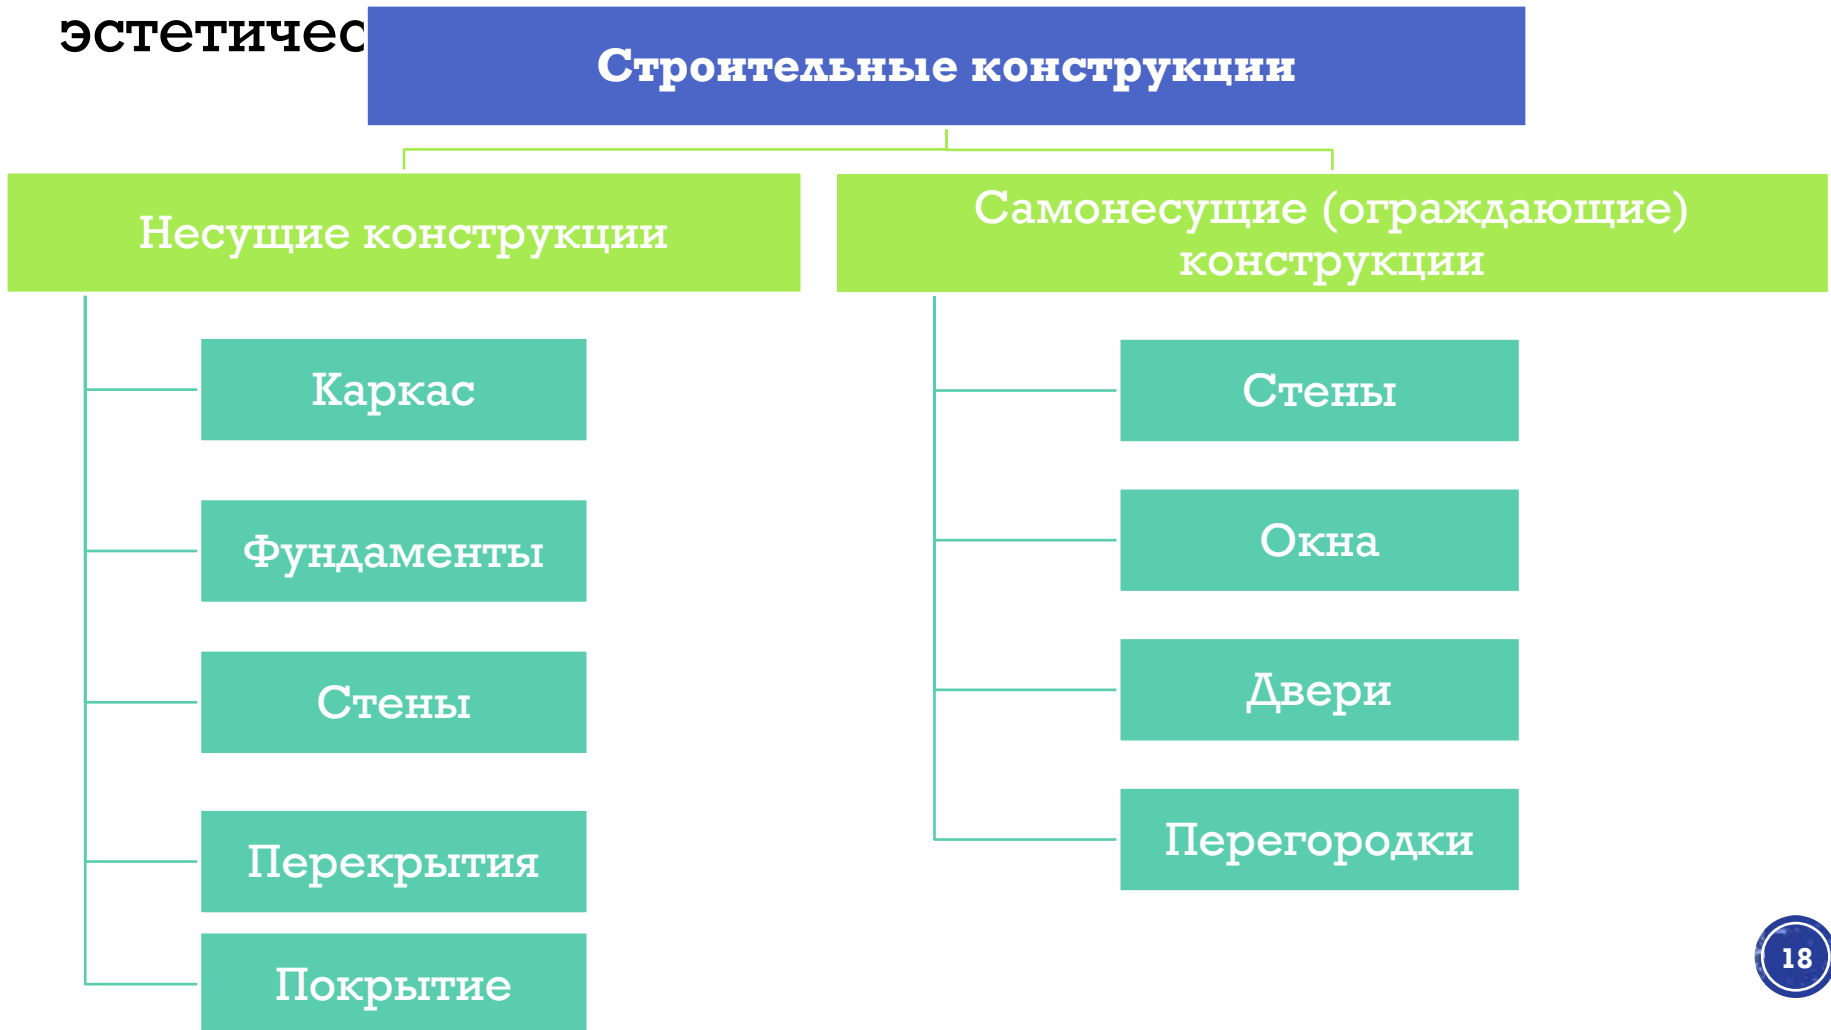 эстетичес
Строительные конструкции
Несущие конструкции
Каркас
Фундаменты
Стены
Перекрытия
Покрытие
Самонесущие (ограждающие)
конструкции
Стены
Окна
Двери
Перегородки
18